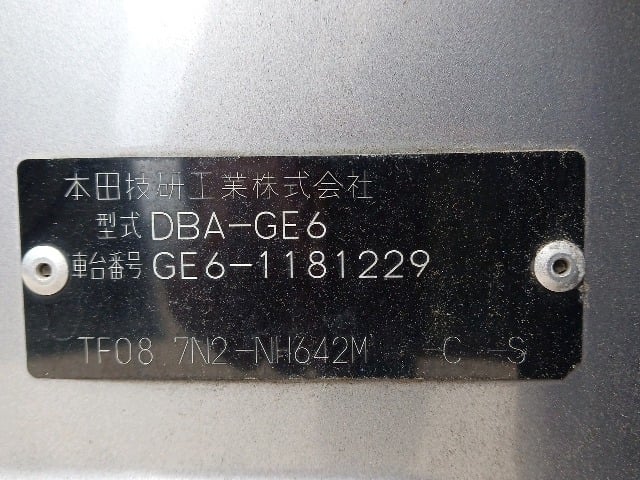 本田技研工業株式会社
型式 DBA-GE6
車台番号 GE6-1181229
TF08 7N2-NH642M -C -S